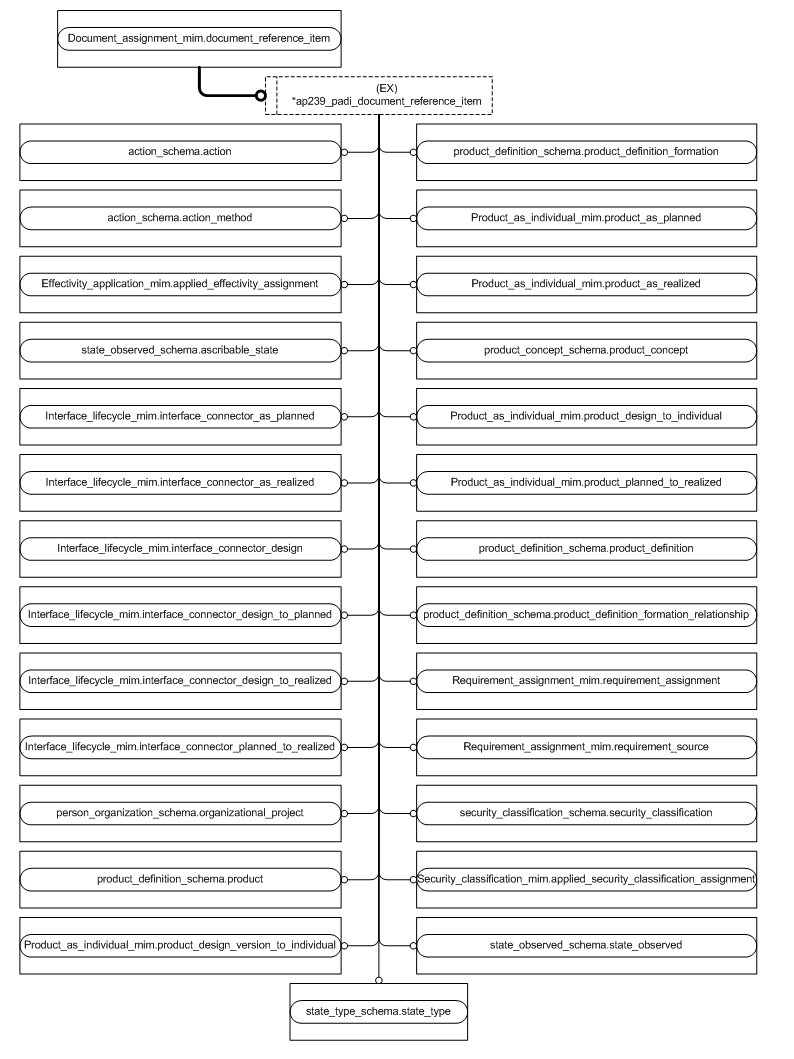 Document_assignment_mim.document_reference_item
(EX)
*ap239_padi_document_reference_item
action_schema.action
product_definition_schema.product_definition_formation
action_schema.action_method
Product_as_individual_mim.product_as_planned
Effectivity_application_mim.applied_effectivity_assignment
Product_as_individual_mim.product_as_realized
state_observed_schema.ascribable_state
product_concept_schema.product_concept
Interface_lifecycle_mim.interface_connector_as_planned
Product_as_individual_mim.product_design_to_individual
Interface_lifecycle_mim.interface_connector_as_realized
Product_as_individual_mim.product_planned_to_realized
Interface_lifecycle_mim.interface_connector_design
product_definition_schema.product_definition
Interface_lifecycle_mim.interface_connector_design_to_planned
product_definition_schema.product_definition_formation_relationship
Interface_lifecycle_mim.interface_connector_design_to_realized
Requirement_assignment_mim.requirement_assignment
Interface_lifecycle_mim.interface_connector_planned_to_realized
Requirement_assignment_mim.requirement_source
person_organization_schema.organizational_project
security_classification_schema.security_classification
product_definition_schema.product
Security_classification_mim.applied_security_classification_assignment
Product_as_individual_mim.product_design_version_to_individual
state_observed_schema.state_observed
state_type_schema.state_type